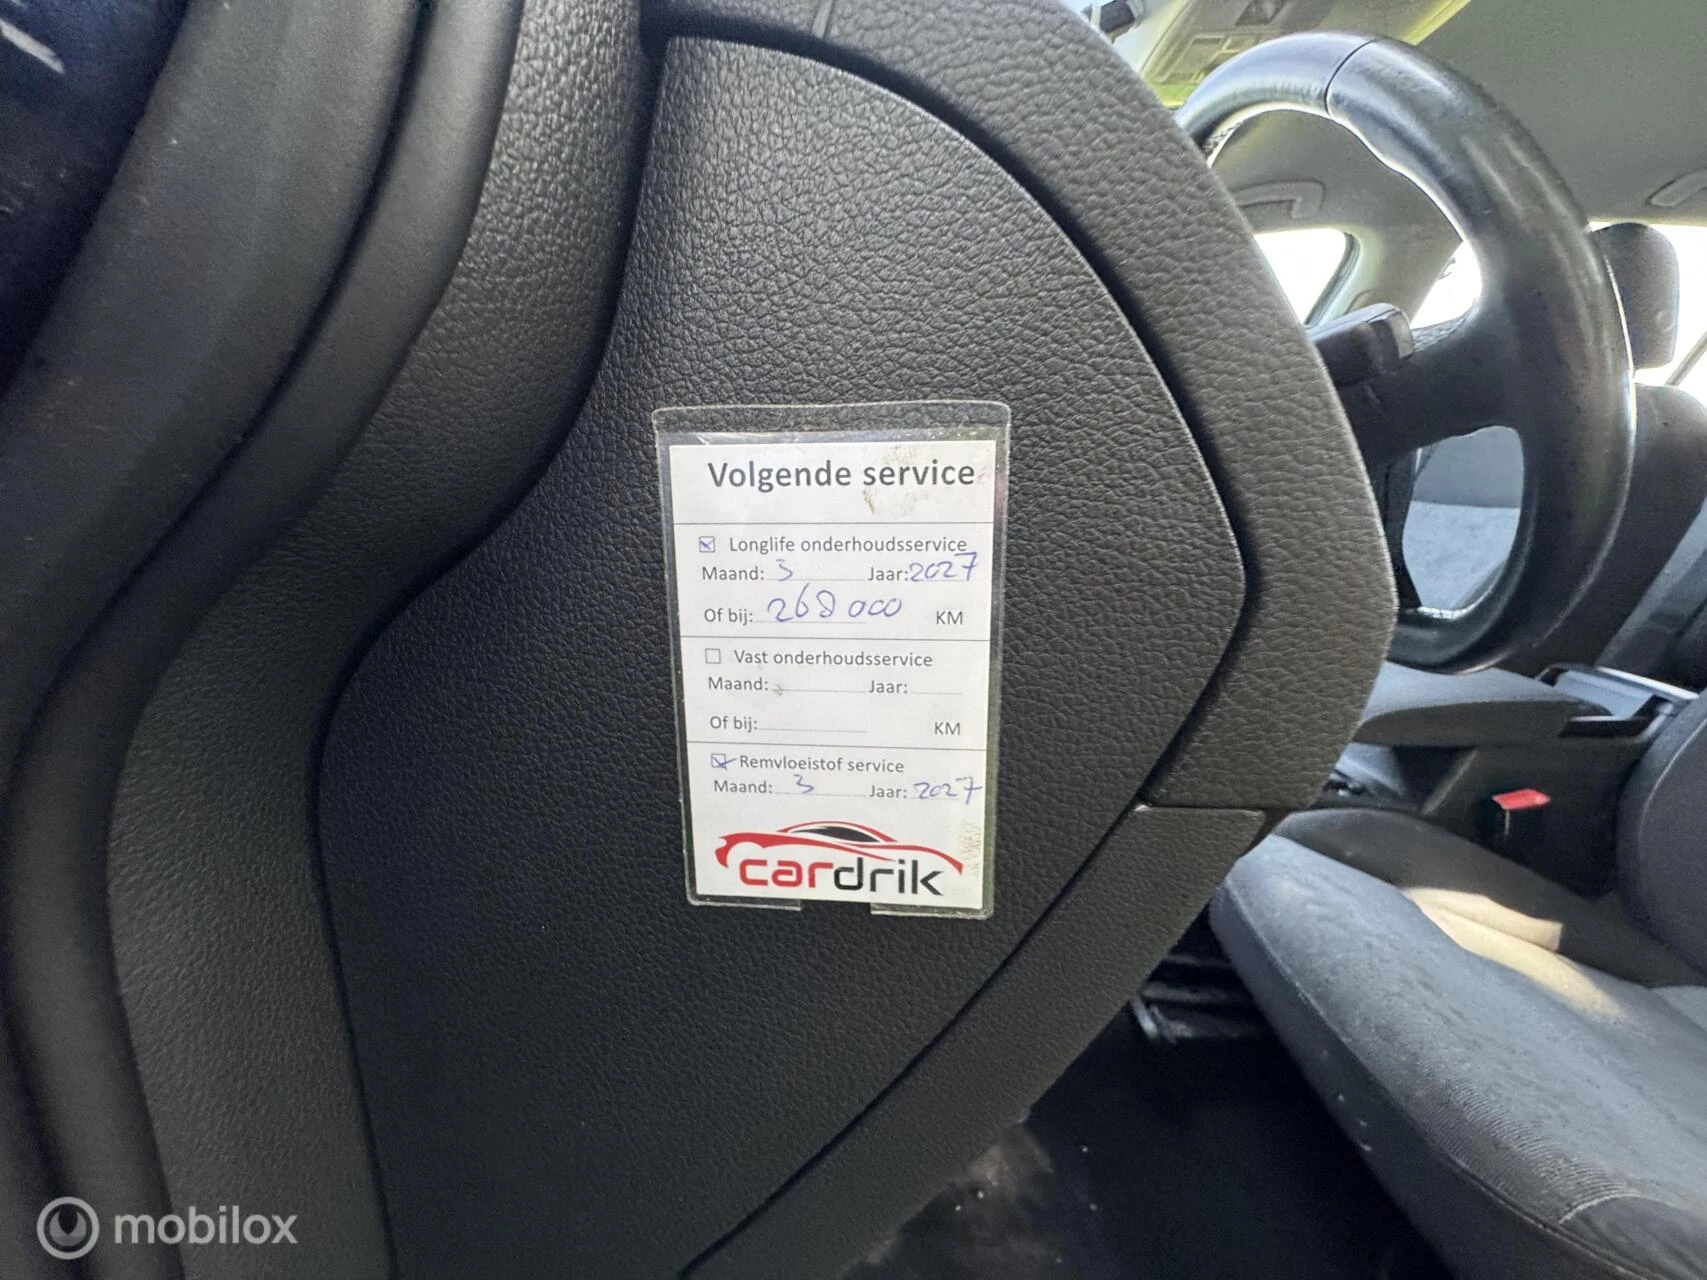 Volgende service
Longlife onderhoudsservice
Maand: 3 Jaar: 2027
Of bij: 268 000 KM
Vast onderhoudsservice
Maand: Jaar:
Of bij: KM
Remvloeistof service
Maand: 3 Jaar: 2027
cardrik
mobilox